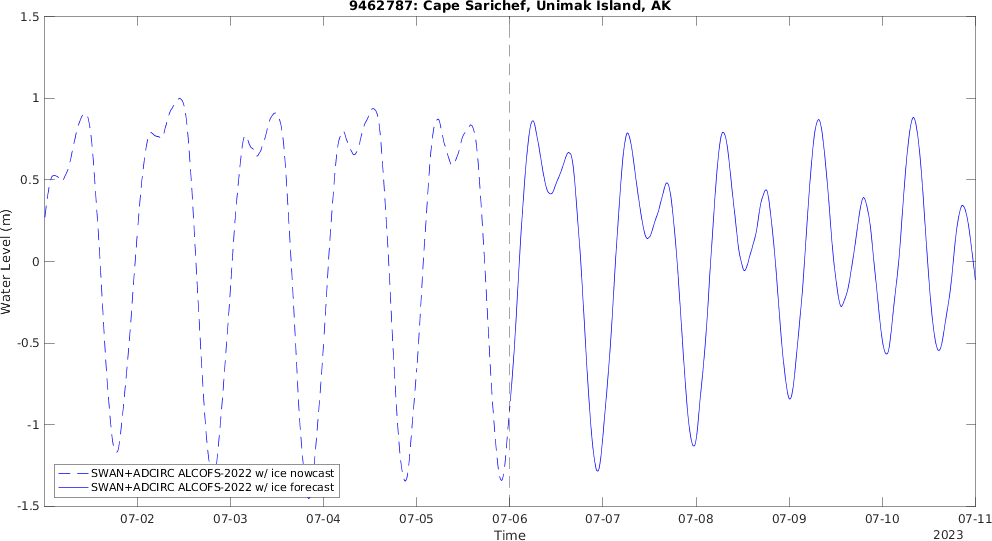 9462787: Cape Sarichef, Unimak Island, AK
1.5
1
0.5
0
-0.5
-1
-1.5
Water Level (m)
SWAN+ADCIRC ALCOFS-2022 w/ ice nowcast
SWAN+ADCIRC ALCOFS-2022 w/ ice forecast
07-02 07-03 07-04 07-05 07-06 07-07 07-08 07-09 07-10 07-11
Time
2023